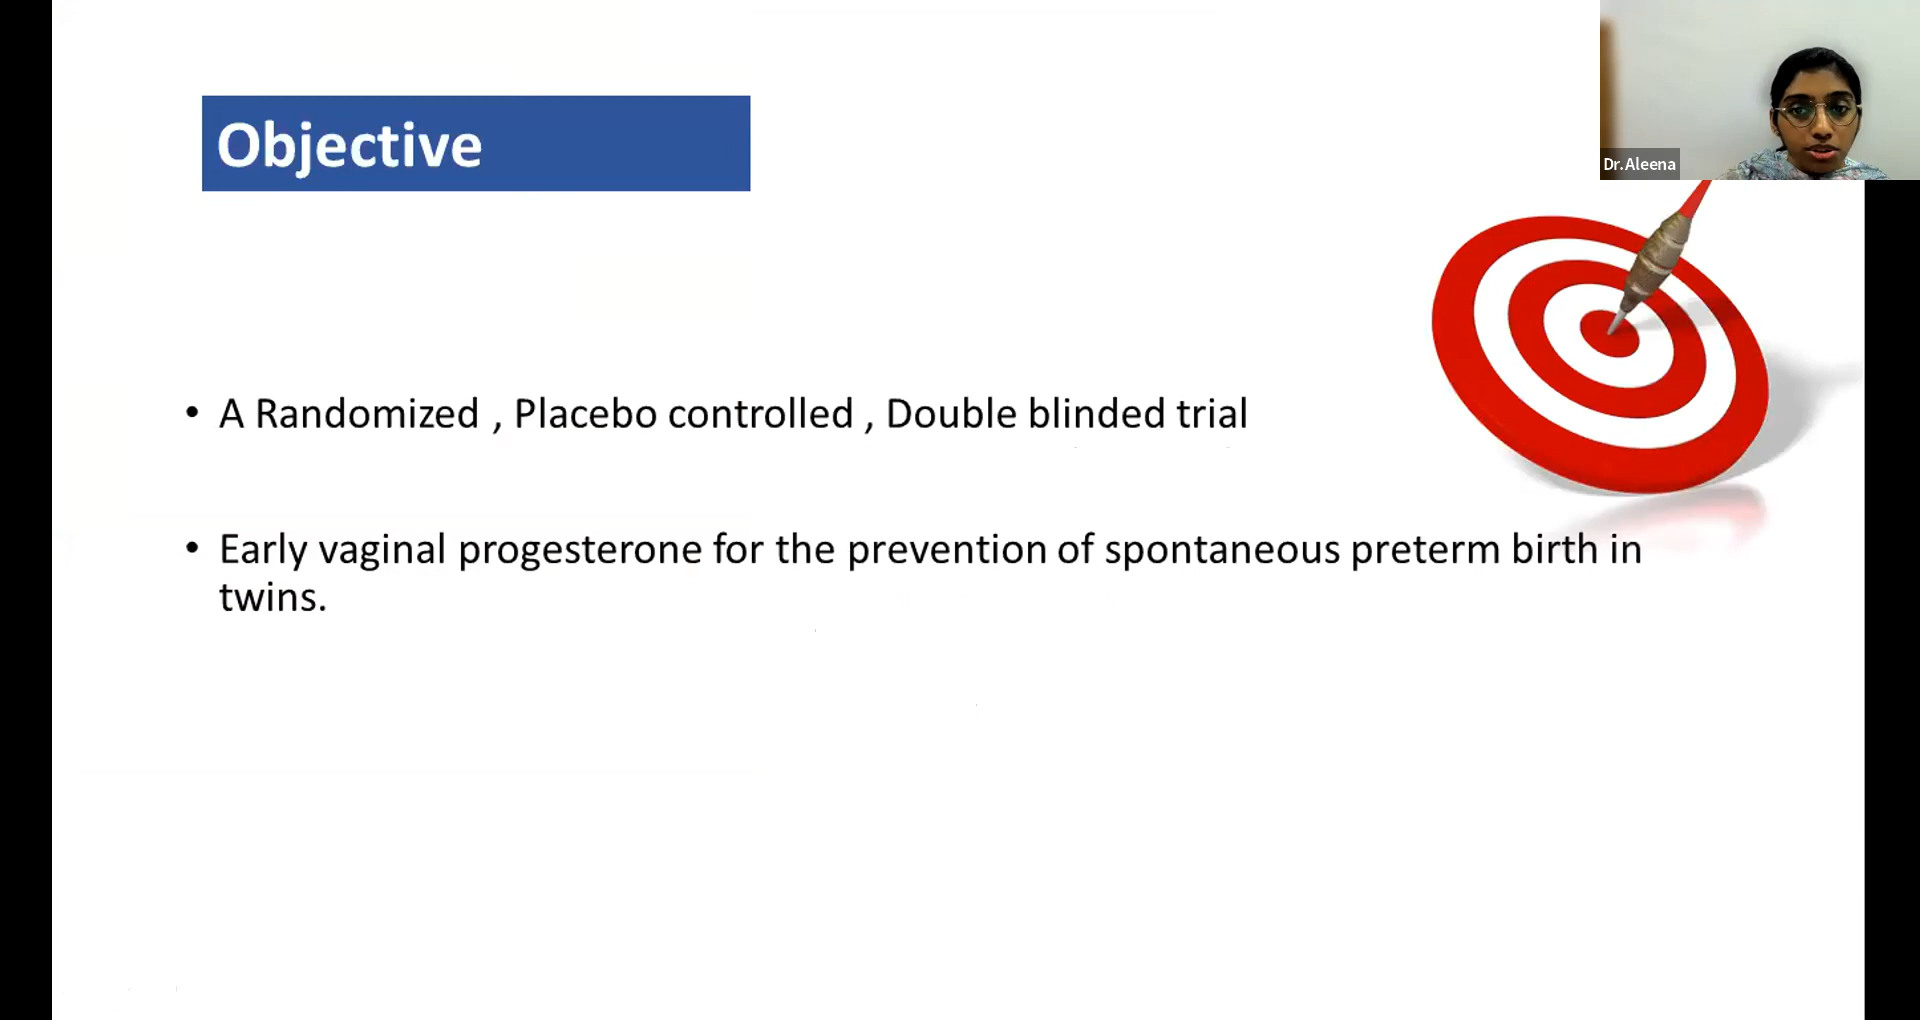 Objective
Dr.Aleena
• A Randomized , Placebo controlled , Double blinded trial
• Early vaginal progesterone for the prevention of spontaneous preterm birth in
twins.